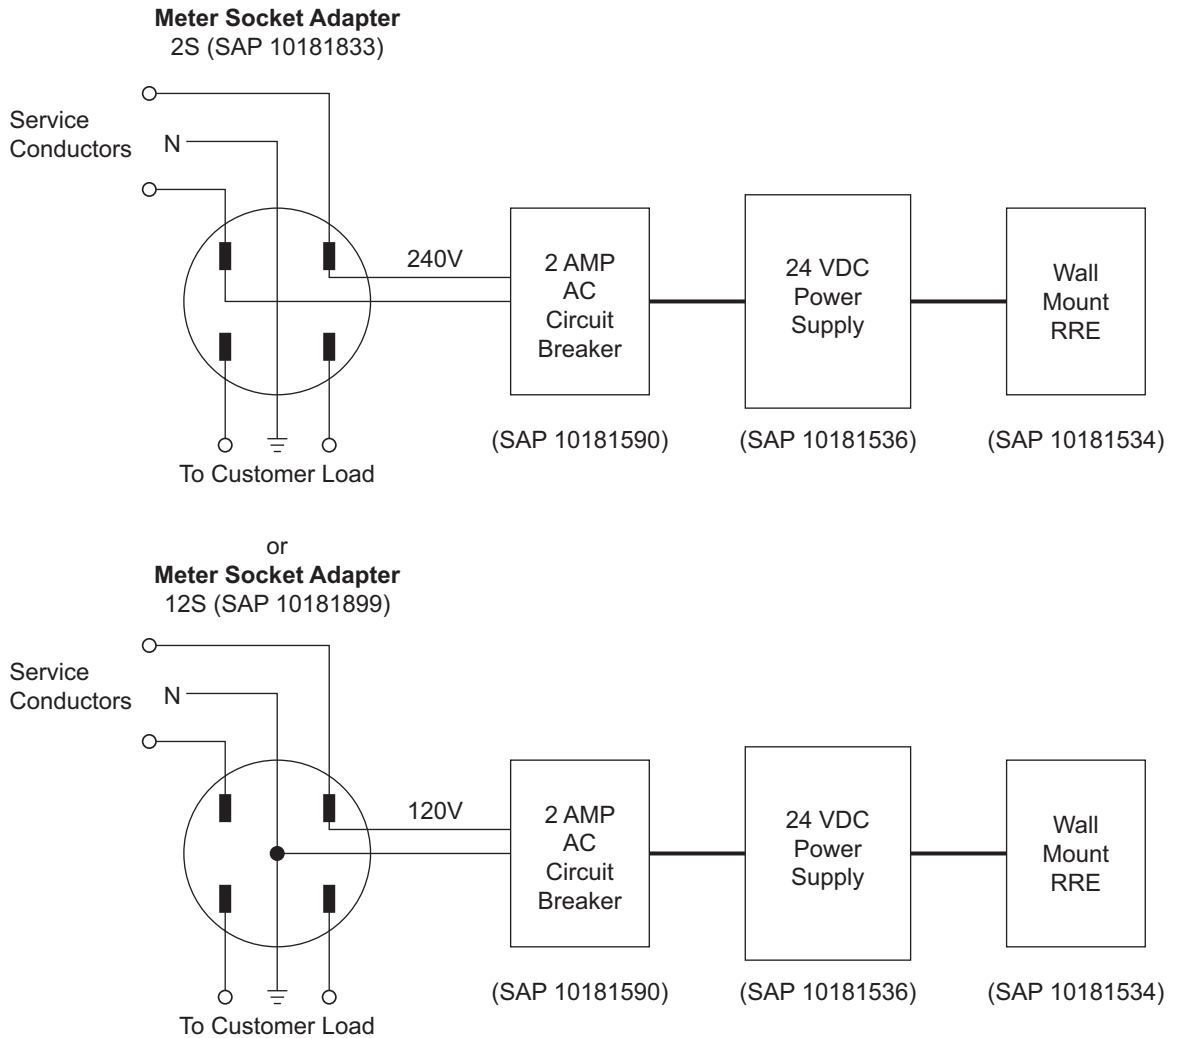 Meter Socket Adapter
2S (SAP 10181833)
Service
Conductors
N
240V
2 AMP
AC
Circuit
Breaker
24 VDC
Power
Supply
Wall
Mount
RRE
(SAP 10181590)
(SAP 10181536)
(SAP 10181534)
To Customer Load
or
Meter Socket Adapter
12S (SAP 10181899)
Service
Conductors
N
120V
2 AMP
AC
Circuit
Breaker
24 VDC
Power
Supply
Wall
Mount
RRE
(SAP 10181590)
(SAP 10181536)
(SAP 10181534)
To Customer Load